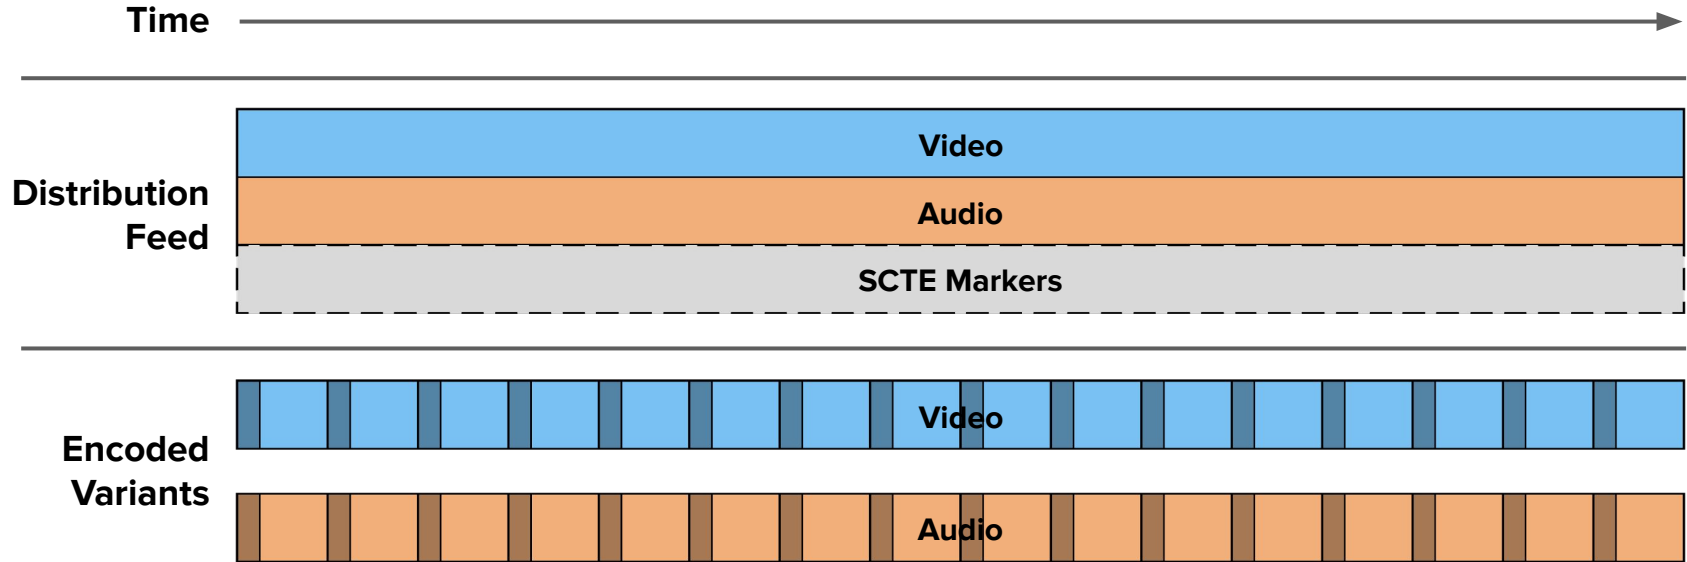 Time
Distribution
Feed
Video
Audio
SCTE Markers
Encoded
Variants
Video
Audio